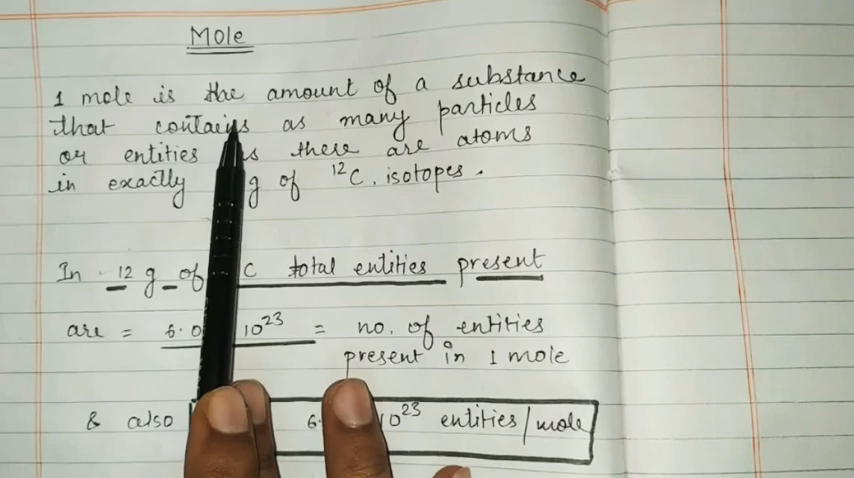 Mole
1 mole is the amount of a substance
that contains as many particles
or entities as there are atoms
in exactly g of ¹²C. isotopes.
In 12 g of C total entities present
are = 6.0 10²³ = no. of entities
present in 1 mole
& also 6. 10²³ entities/mole